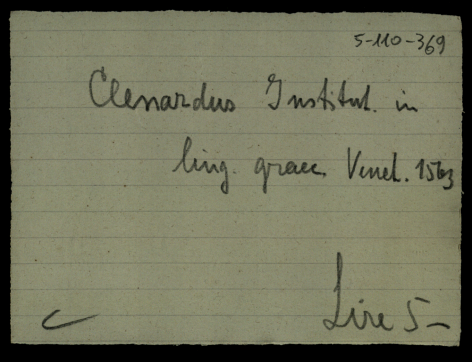 5-110-369
Clenardus Institut. in
ling. graec. Venet. 1563
Lire 5-